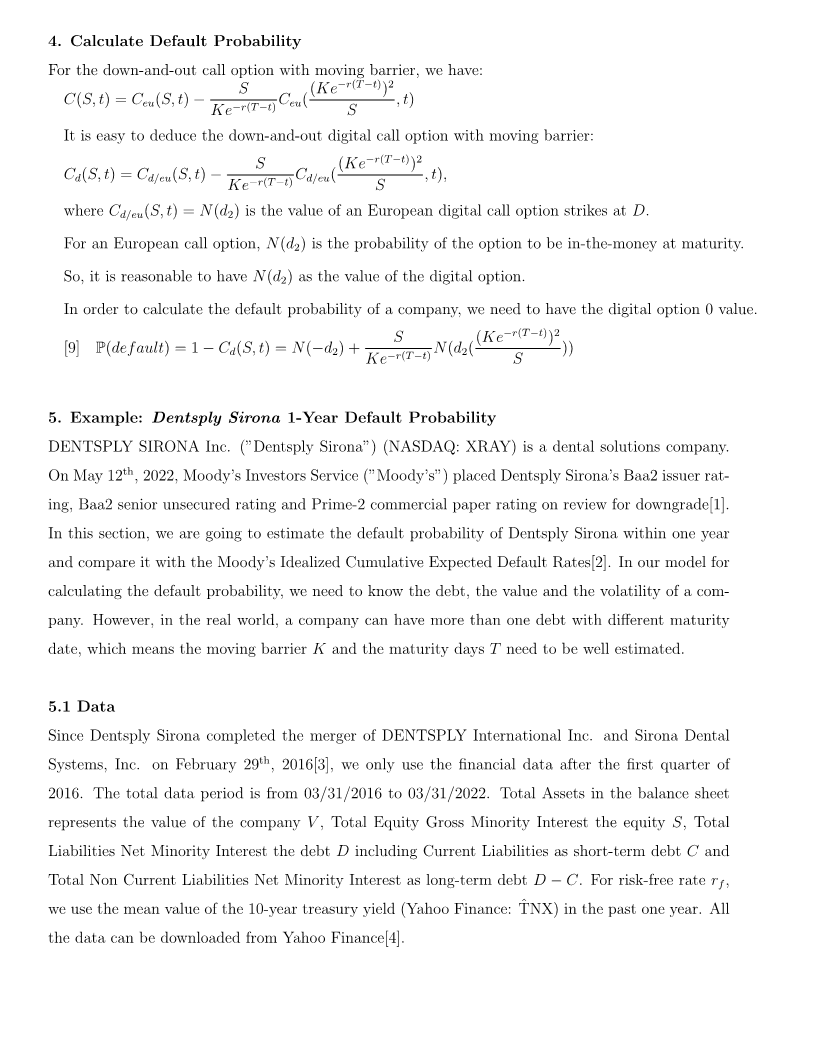 4. Calculate Default Probability
For the down-and-out call option with moving barrier, we have:
$C(S,t) = C_{eu}(S,t) - \frac{S}{Ke^{-r(T-t)}}C_{eu}(\frac{(Ke^{-r(T-t)})^2}{S}, t)$
It is easy to deduce the down-and-out digital call option with moving barrier:
$C_d(S,t) = C_{d/eu}(S,t) - \frac{S}{Ke^{-r(T-t)}}C_{d/eu}(\frac{(Ke^{-r(T-t)})^2}{S}, t),$
where $C_{d/eu}(S,t) = N(d_2)$ is the value of an European digital call option strikes at $D$.
For an European call option, $N(d_2)$ is the probability of the option to be in-the-money at maturity.
So, it is reasonable to have $N(d_2)$ as the value of the digital option.
In order to calculate the default probability of a company, we need to have the digital option 0 value.
[9] $\mathbb{P}(default) = 1 - C_d(S,t) = N(-d_2) + \frac{S}{Ke^{-r(T-t)}}N(d_2(\frac{(Ke^{-r(T-t)})^2}{S}))$
5. Example: Dentsply Sirona 1-Year Default Probability
DENTSPLY SIRONA Inc. (”Dentsply Sirona”) (NASDAQ: XRAY) is a dental solutions company.
On May 12$^{th}$, 2022, Moody’s Investors Service (”Moody’s”) placed Dentsply Sirona’s Baa2 issuer rat-
ing, Baa2 senior unsecured rating and Prime-2 commercial paper rating on review for downgrade[1].
In this section, we are going to estimate the default probability of Dentsply Sirona within one year
and compare it with the Moody’s Idealized Cumulative Expected Default Rates[2]. In our model for
calculating the default probability, we need to know the debt, the value and the volatility of a com-
pany. However, in the real world, a company can have more than one debt with different maturity
date, which means the moving barrier $K$ and the maturity days $T$ need to be well estimated.
5.1 Data
Since Dentsply Sirona completed the merger of DENTSPLY International Inc. and Sirona Dental
Systems, Inc. on February 29$^{th}$, 2016[3], we only use the financial data after the first quarter of
2016. The total data period is from 03/31/2016 to 03/31/2022. Total Assets in the balance sheet
represents the value of the company $V$, Total Equity Gross Minority Interest the equity $S$, Total
Liabilities Net Minority Interest the debt $D$ including Current Liabilities as short-term debt $C$ and
Total Non Current Liabilities Net Minority Interest as long-term debt $D - C$. For risk-free rate $r_f$,
we use the mean value of the 10-year treasury yield (Yahoo Finance: T̂NX) in the past one year. All
the data can be downloaded from Yahoo Finance[4].